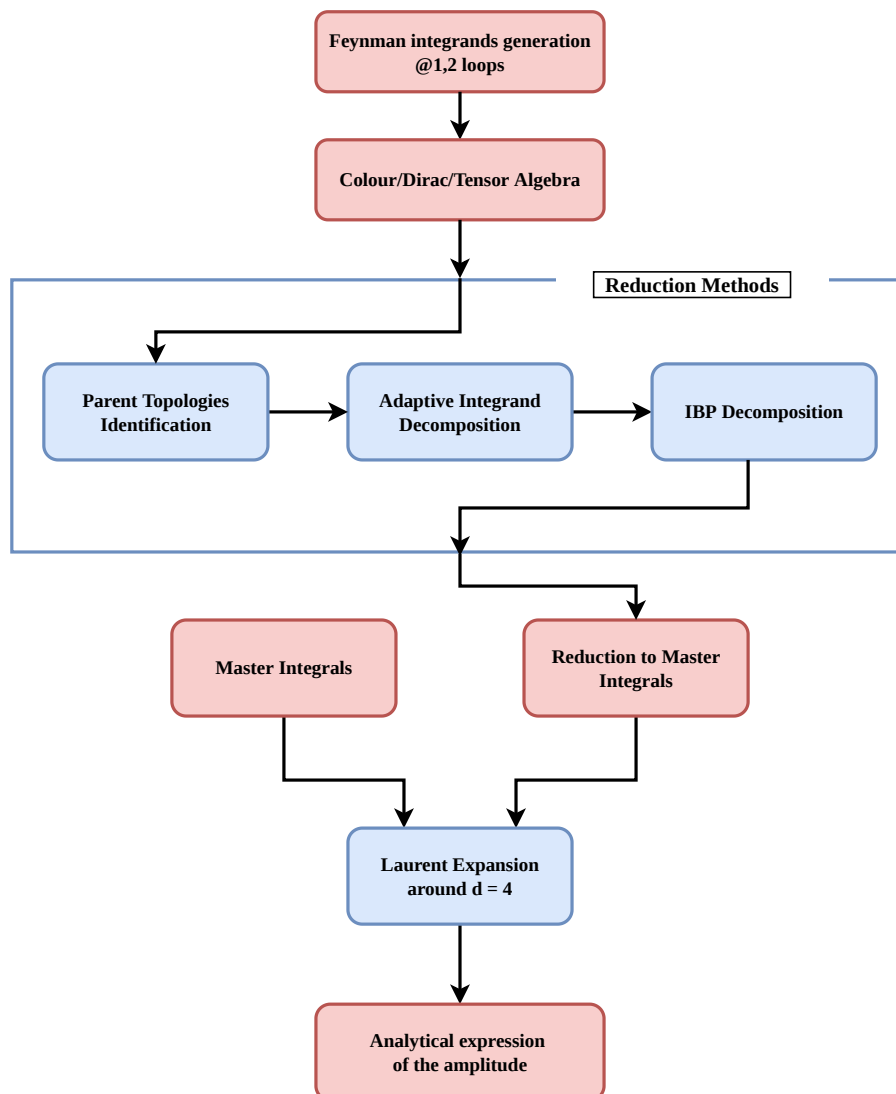 Feynman integrands generation
@1,2 loops
Colour/Dirac/Tensor Algebra
Reduction Methods
Parent Topologies
Identification
Adaptive Integrand
Decomposition
IBP Decomposition
Master Integrals
Reduction to Master
Integrals
Laurent Expansion
around d = 4
Analytical expression
of the amplitude